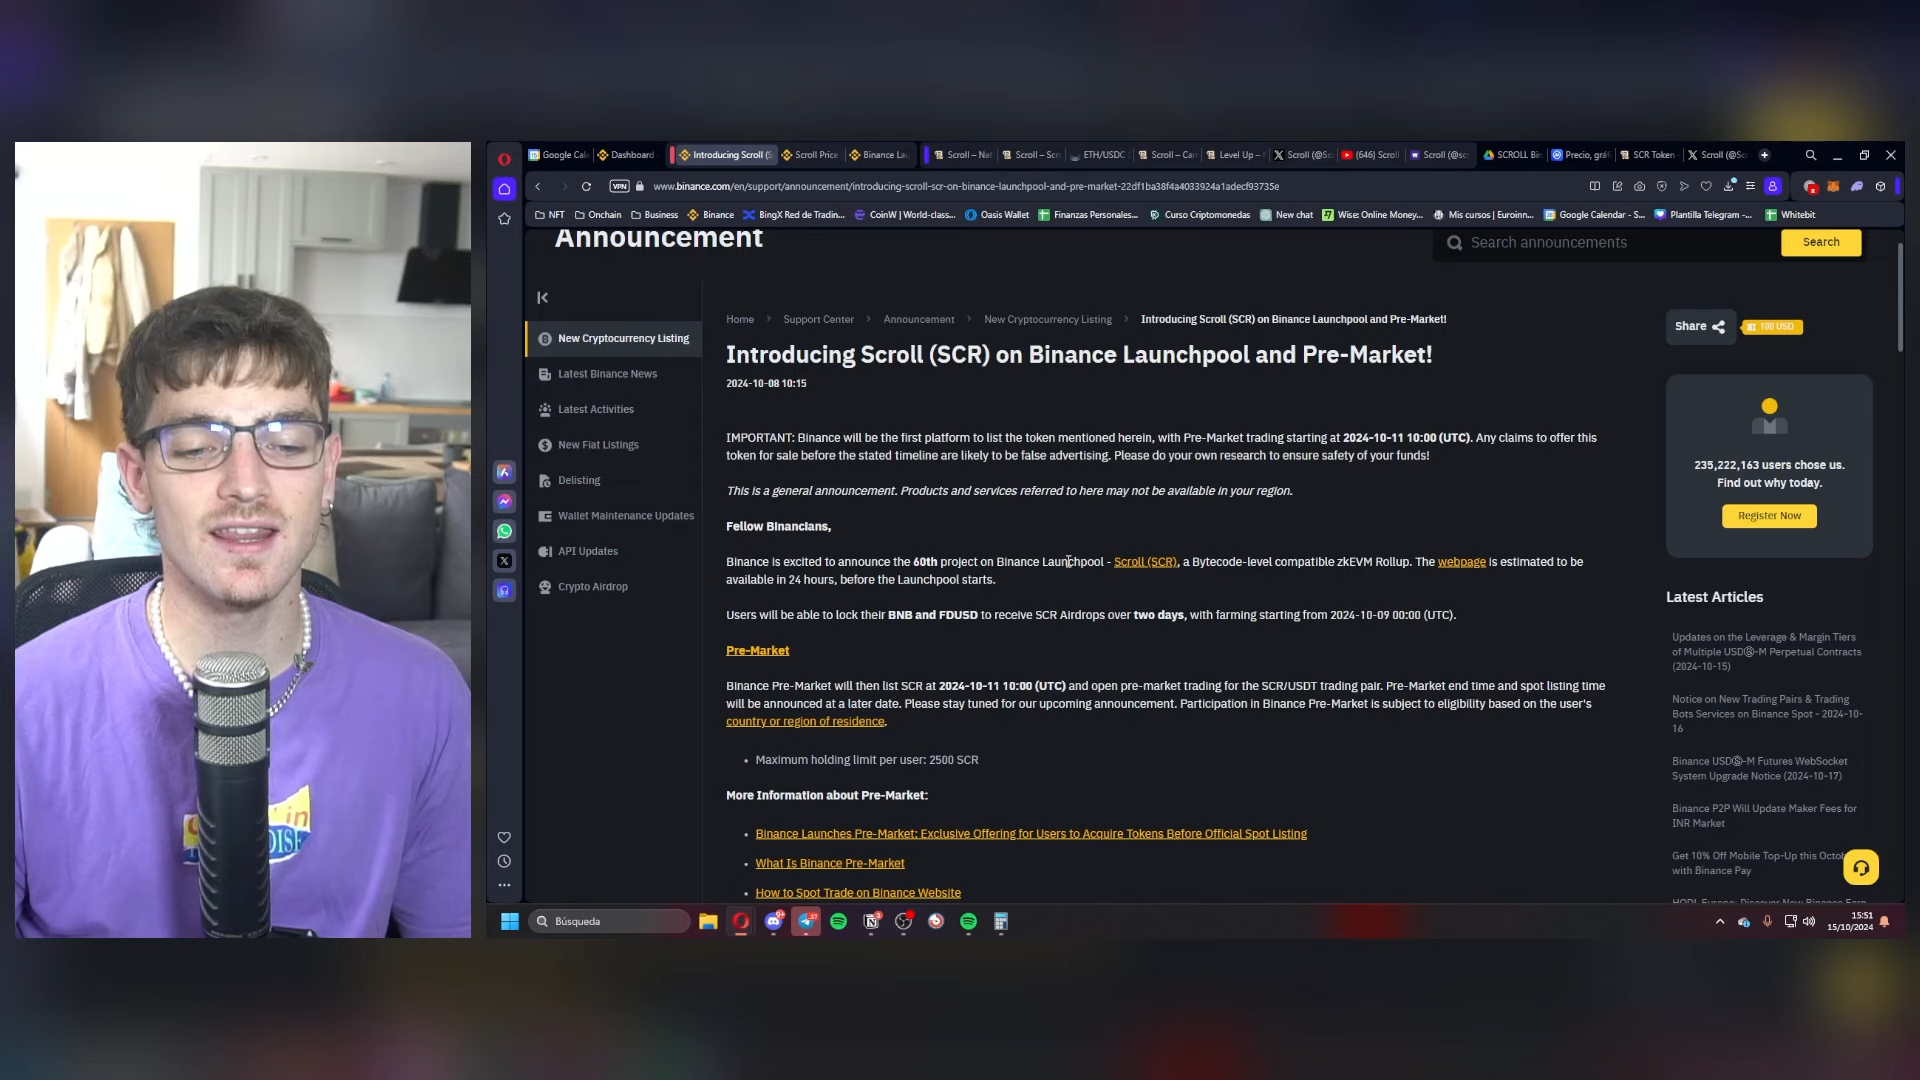 Google Cal
Dashboard
Introducing Scroll (S
Scroll Price
Binance La
Scroll – Na
Scroll – Scr
ETH/USDC
Scroll – Ca
Level Up –
Scroll (@Sc
(646) Scroll
Scroll (@sc
SCROLL Bin
Precio, gráf
SCR Token
Scroll (@Sc
VPN
www.binance.com/en/support/announcement/introducing-scroll-scr-on-binance-launchpool-and-pre-market-22df1ba38f4a4033924a1adecf93735e
NFT
Onchain
Business
Binance
BingX Red de Tradin...
CoinW | World-class...
Oasis Wallet
Finanzas Personales...
Curso Criptomonedas
New chat
Wise: Online Money...
Mis cursos | Euroinn...
Google Calendar - S...
Plantilla Telegram -...
Whitebit
Announcement
Search announcements
Search
New Cryptocurrency Listing
Latest Binance News
Latest Activities
New Fiat Listings
Delisting
Wallet Maintenance Updates
API Updates
Crypto Airdrop
Home
Support Center
Announcement
New Cryptocurrency Listing
Introducing Scroll (SCR) on Binance Launchpool and Pre-Market!
Introducing Scroll (SCR) on Binance Launchpool and Pre-Market!
2024-10-08 10:15
IMPORTANT: Binance will be the first platform to list the token mentioned herein, with Pre-Market trading starting at 2024-10-11 10:00 (UTC). Any claims to offer this
token for sale before the stated timeline are likely to be false advertising. Please do your own research to ensure safety of your funds!
This is a general announcement. Products and services referred to here may not be available in your region.
Fellow Binancians,
Binance is excited to announce the 60th project on Binance Launchpool - Scroll (SCR), a Bytecode-level compatible zkEVM Rollup. The webpage is estimated to be
available in 24 hours, before the Launchpool starts.
Users will be able to lock their BNB and FDUSD to receive SCR Airdrops over two days, with farming starting from 2024-10-09 00:00 (UTC).
Pre-Market
Binance Pre-Market will then list SCR at 2024-10-11 10:00 (UTC) and open pre-market trading for the SCR/USDT trading pair. Pre-Market end time and spot listing time
will be announced at a later date. Please stay tuned for our upcoming announcement. Participation in Binance Pre-Market is subject to eligibility based on the user's
country or region of residence.
Maximum holding limit per user: 2500 SCR
More Information about Pre-Market:
Binance Launches Pre-Market: Exclusive Offering for Users to Acquire Tokens Before Official Spot Listing
What Is Binance Pre-Market
How to Spot Trade on Binance Website
Share
100 USD
235,222,163 users chose us.
Find out why today.
Register Now
Latest Articles
Updates on the Leverage & Margin Tiers
of Multiple USDⓈ-M Perpetual Contracts
(2024-10-15)
Notice on New Trading Pairs & Trading
Bots Services on Binance Spot - 2024-10-
16
Binance USDⓈ-M Futures WebSocket
System Upgrade Notice (2024-10-17)
Binance P2P Will Update Maker Fees for
INR Market
Get 10% Off Mobile Top-Up this Octob
with Binance Pay
HODL Europe: Discover New Binance Earn
Búsqueda
15:51
15/10/2024